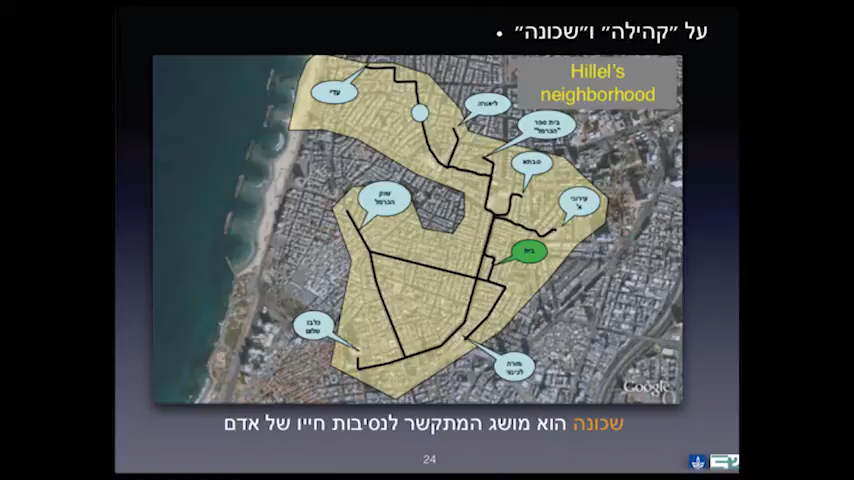 על ״קהילה״ ו״שכונה״ •
Hillel's
neighborhood
עדי
ליאורה
בית ספר
"הכרמל"
סבתא
שוק
הכרמל
עירוני
א'
בית
כלבו
שלום
מורה
לכינור
Google
שכונה הוא מושג המתקשר לנסיבות חייו של אדם
24